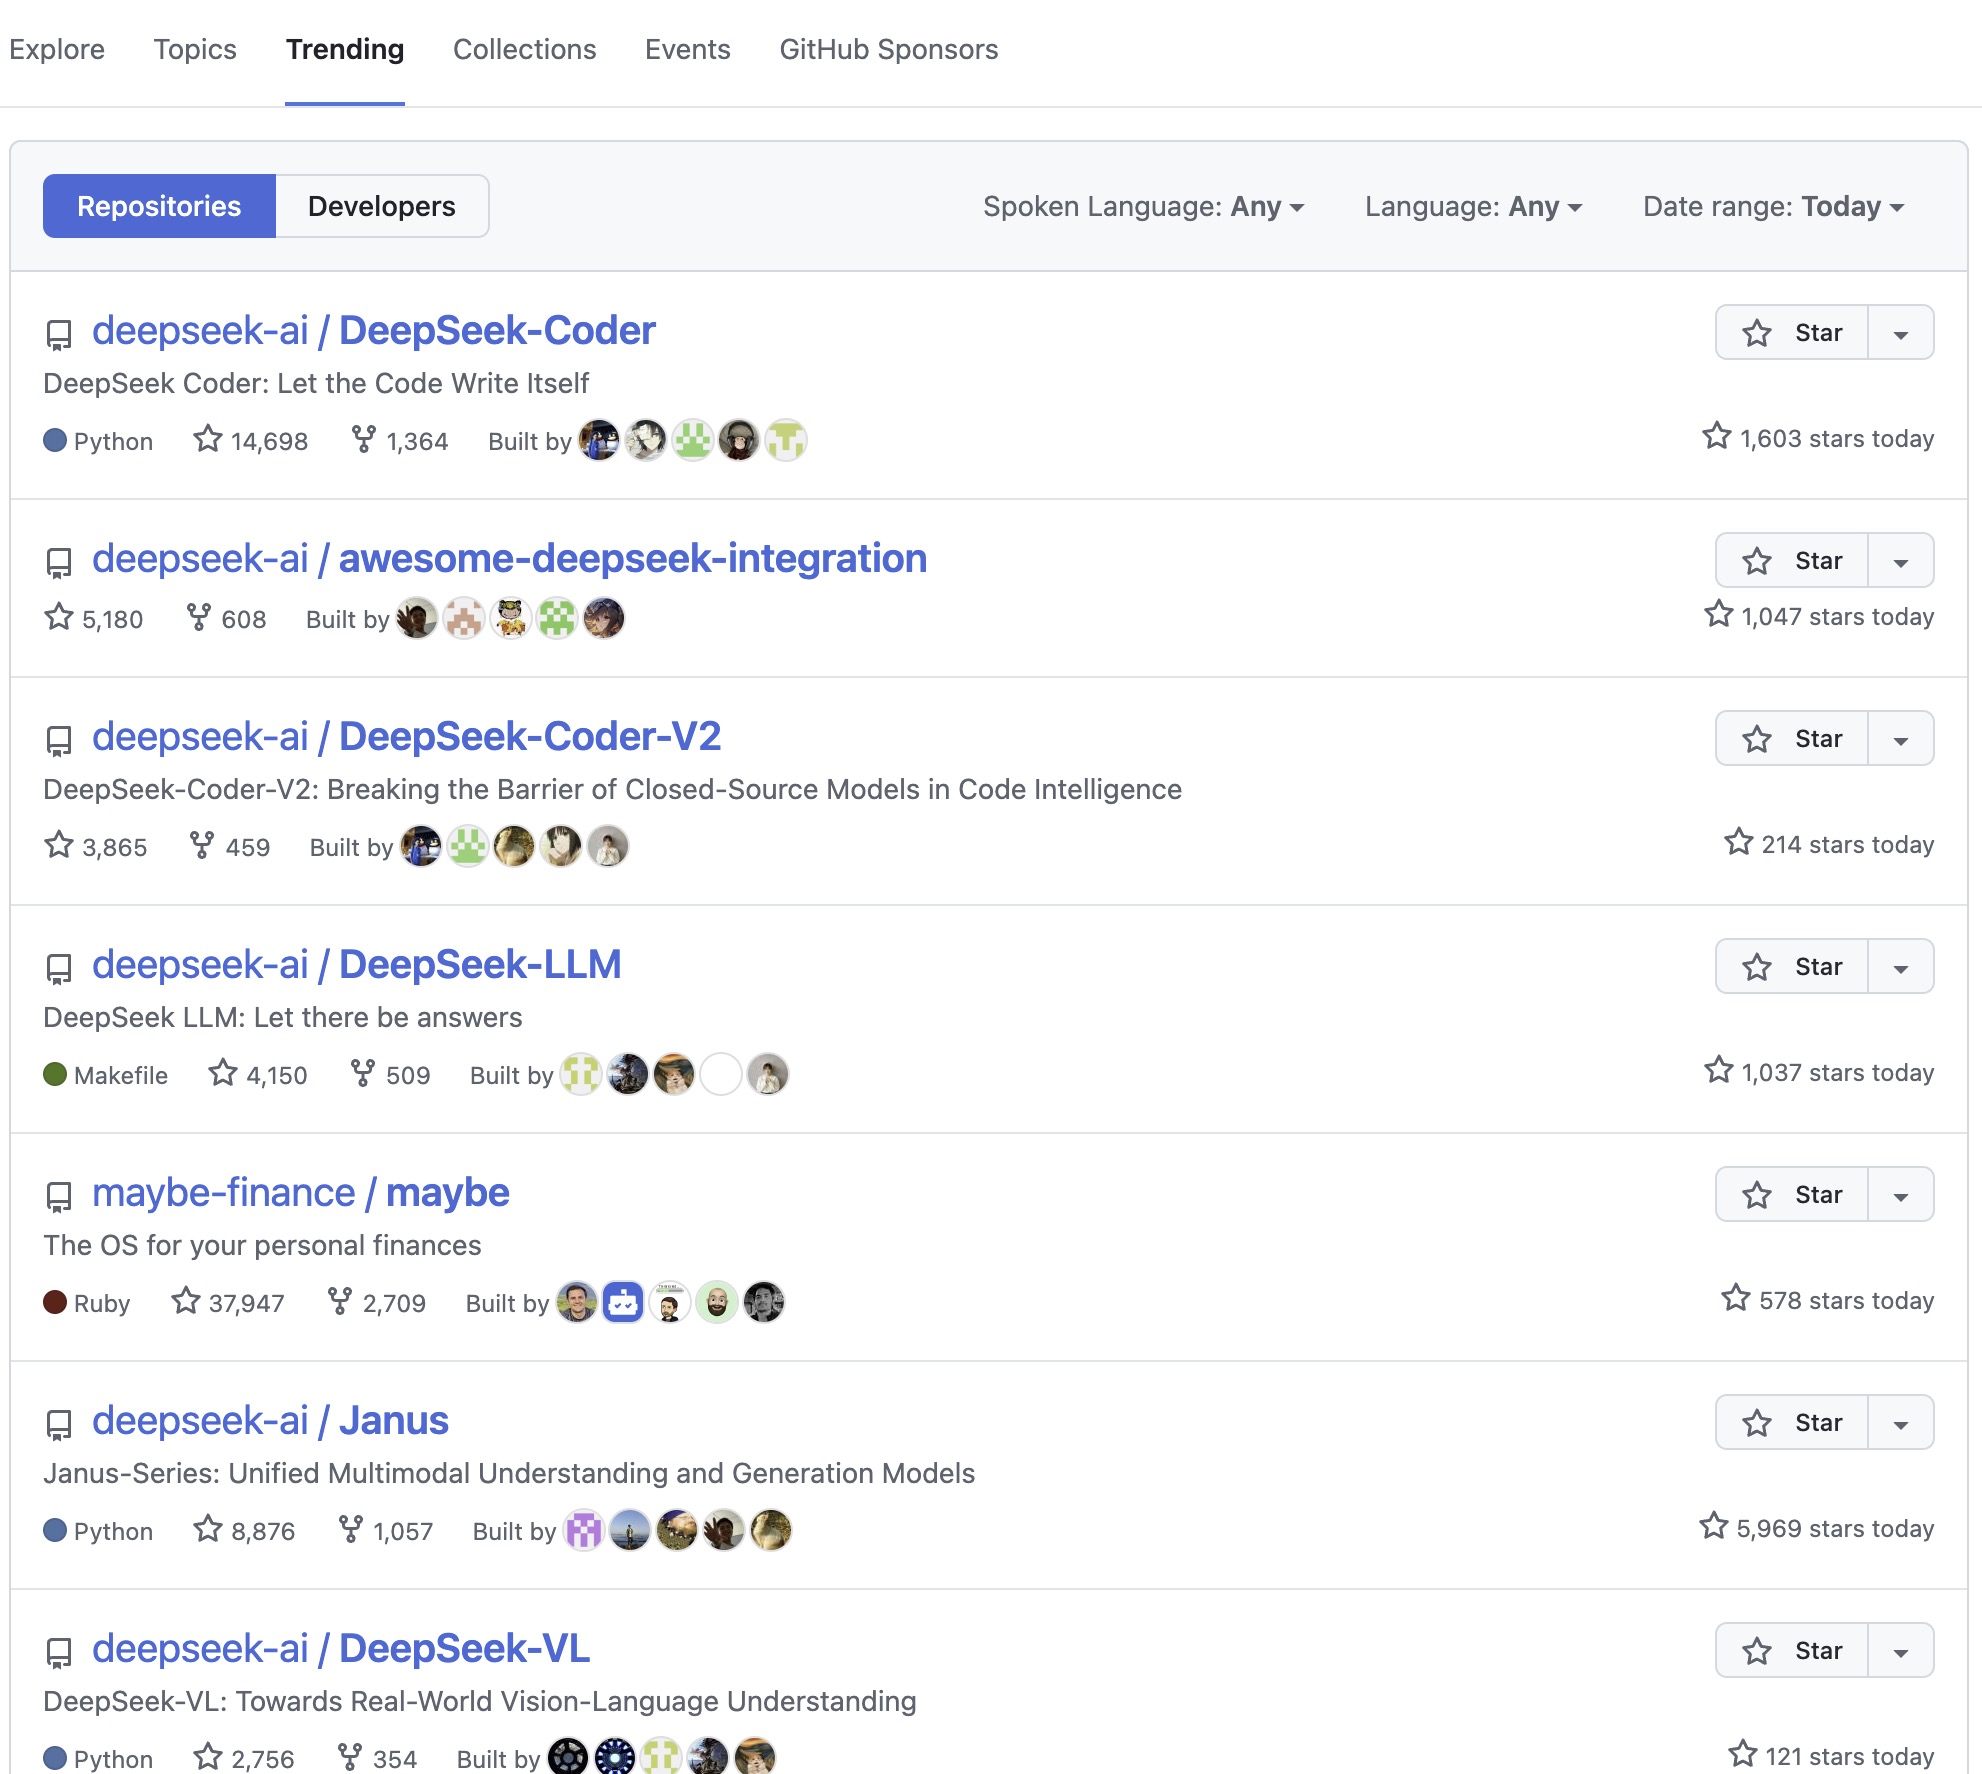 Explore Topics Trending Collections Events GitHub Sponsors
Repositories Developers Spoken Language: Any Language: Any Date range: Today
deepseek-ai / DeepSeek-Coder Star
DeepSeek Coder: Let the Code Write Itself
Python 14,698 1,364 Built by 1,603 stars today
deepseek-ai / awesome-deepseek-integration Star
5,180 608 Built by 1,047 stars today
deepseek-ai / DeepSeek-Coder-V2 Star
DeepSeek-Coder-V2: Breaking the Barrier of Closed-Source Models in Code Intelligence
3,865 459 Built by 214 stars today
deepseek-ai / DeepSeek-LLM Star
DeepSeek LLM: Let there be answers
Makefile 4,150 509 Built by 1,037 stars today
maybe-finance / maybe Star
The OS for your personal finances
Ruby 37,947 2,709 Built by 578 stars today
deepseek-ai / Janus Star
Janus-Series: Unified Multimodal Understanding and Generation Models
Python 8,876 1,057 Built by 5,969 stars today
deepseek-ai / DeepSeek-VL Star
DeepSeek-VL: Towards Real-World Vision-Language Understanding
Python 2,756 354 Built by 121 stars today